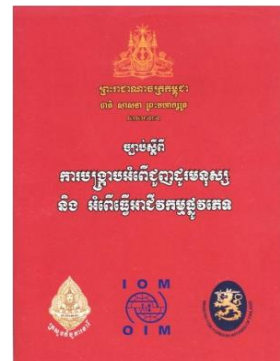 ព្រះរាជាណាចក្រកម្ពុជា
ជាតិ សាសនា ព្រះមហាក្សត្រ
ច្បាប់ស្តីពី
ការបង្ក្រាបអំពើជួញដូរមនុស្ស
និង អំពើធ្វើអាជីវកម្មផ្លូវភេទ
IOM
OIM